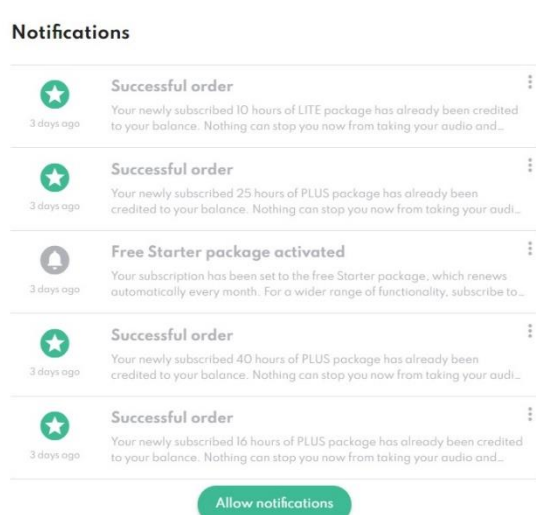 Notifications
Successful order
Your newly subscribed 10 hours of LITE package has already been credited
3 days ago
to your balance. Nothing can stop you now from taking your audio and...
Successful order
Your newly subscribed 25 hours of PLUS package has already been
3 days ago
credited to your balance. Nothing can stop you now from taking your audi...
Free Starter package activated
Your subscription has been set to the free Starter package, which renews
3 days ago
automatically every month. For a wider range of functionality, subscribe to...
Successful order
Your newly subscribed 40 hours of PLUS package has already been
3 days ago
credited to your balance. Nothing can stop you now from taking your audi...
Successful order
Your newly subscribed 16 hours of PLUS package has already been credited
3 days ago
to your balance. Nothing can stop you now from taking your audio and...
Allow notifications